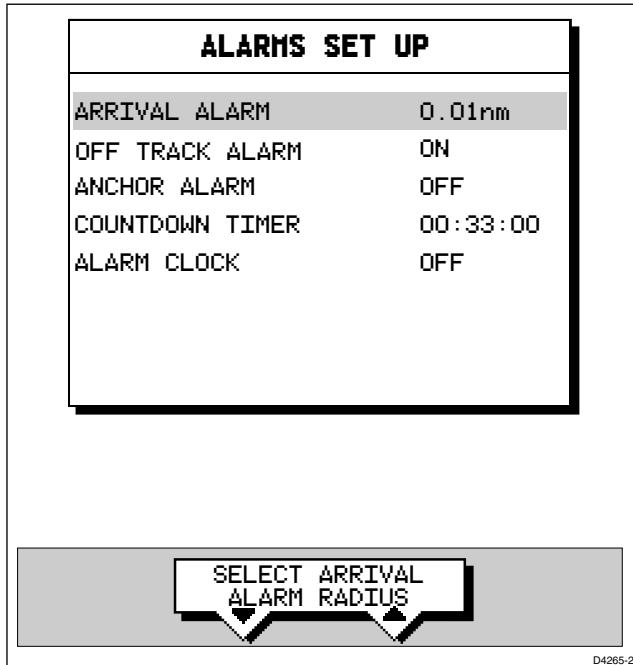 ALARMS SET UP
ARRIVAL ALARM 0.01nm
OFF TRACK ALARM ON
ANCHOR ALARM OFF
COUNTDOWN TIMER 00:33:00
ALARM CLOCK OFF
SELECT ARRIVAL
ALARM RADIUS
D4265-2